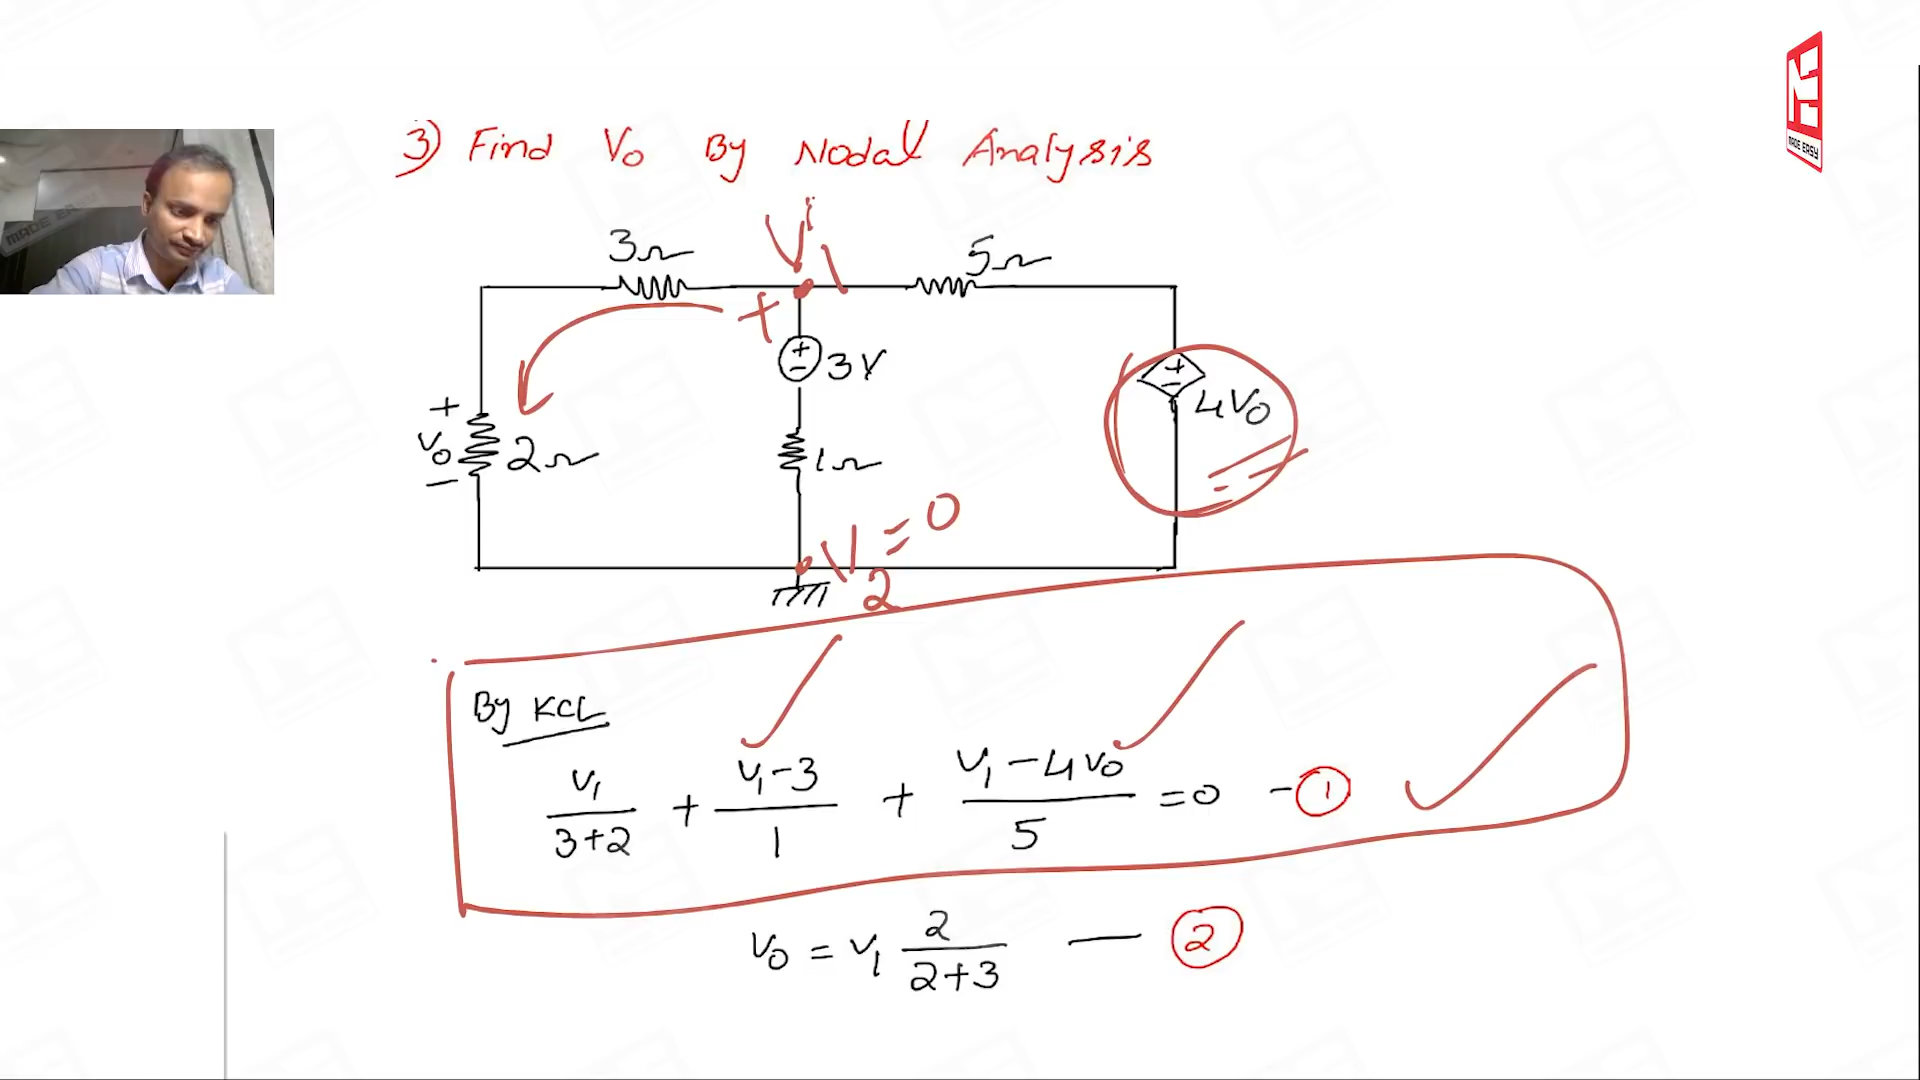 MADE EASY
3) Find V₀ By Nodal Analysis
V₁
3Ω
5Ω
+
+
-
3V
+
-
4V₀
+
V₀
-
2Ω
1Ω
V₂ = 0
By KCL
V₁/(3+2) + (V₁-3)/1 + (V₁-4V₀)/5 = 0 - ①
V₀ = V₁ 2/(2+3) — ②